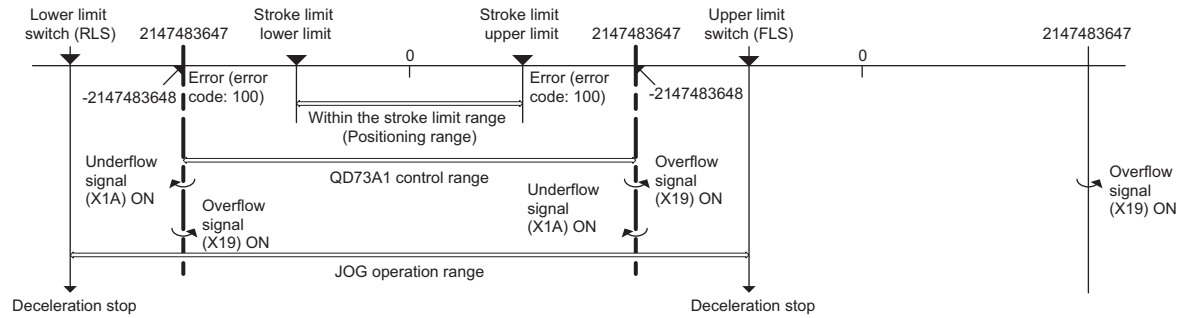 Lower limit
switch (RLS)
2147483647
Stroke limit
lower limit
0
Stroke limit
upper limit
2147483647
Upper limit
switch (FLS)
0
2147483647
-2147483648
Error (error
code: 100)
Error (error
code: 100)
-2147483648
Within the stroke limit range
(Positioning range)
Underflow
signal
(X1A) ON
QD73A1 control range
Overflow
signal
(X19) ON
Overflow
signal
(X19) ON
Underflow
signal
(X1A) ON
Overflow
signal
(X19) ON
JOG operation range
Deceleration stop
Deceleration stop